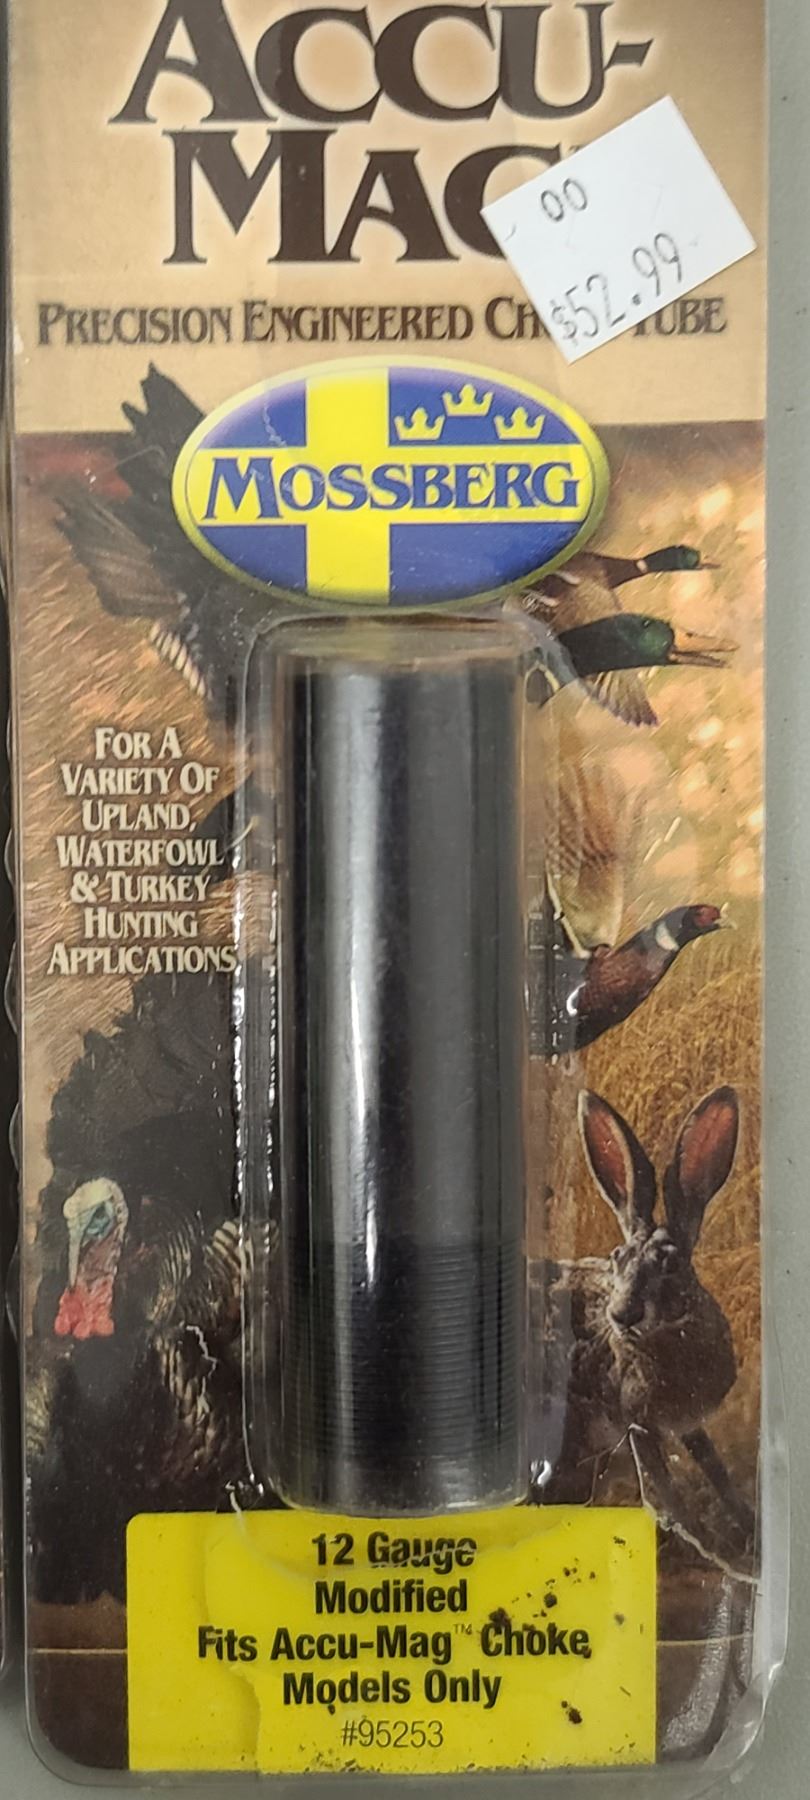 ACCU-
MAG
00
$52.99
PRECISION ENGINEERED CHOKE TUBE
MOSSBERG
FOR A
VARIETY OF
UPLAND,
WATERFOWL
& TURKEY
HUNTING
APPLICATIONS
12 Gauge
Modified
Fits Accu-Mag™ Choke
Models Only
#95253